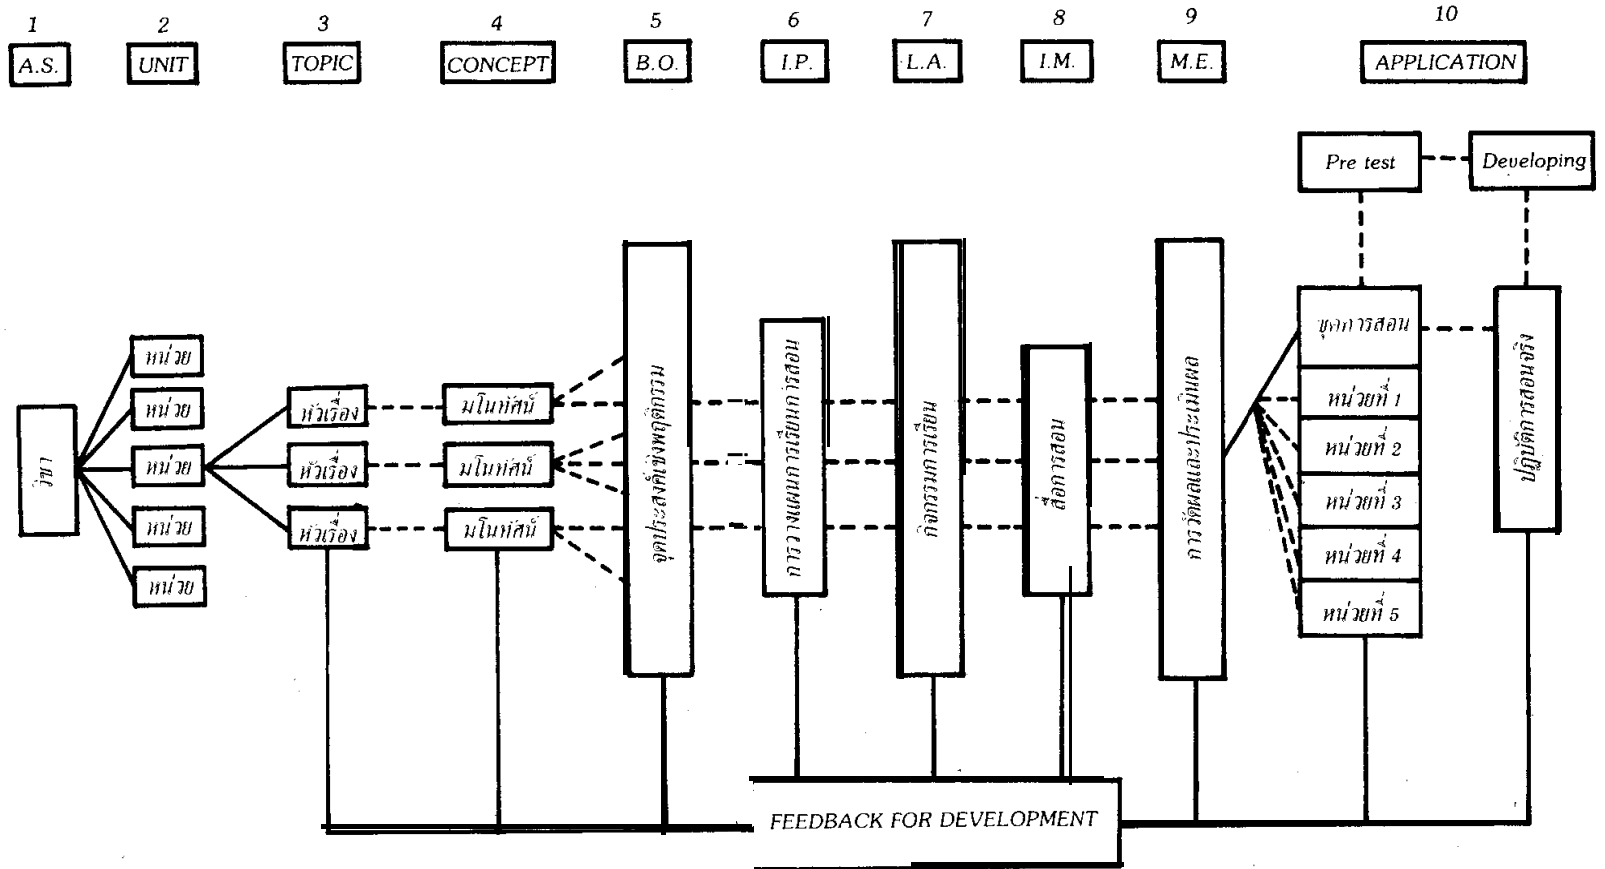 1 2 3 4 5 6 7 8 9 10
A.S. UNIT TOPIC CONCEPT B.O. I.P. L.A. I.M. M.E. APPLICATION
Pre test Developing
วิชา
หน่วย
หน่วย
หน่วย
หน่วย
หน่วย
หัวเรื่อง
หัวเรื่อง
หัวเรื่อง
มโนทัศน์
มโนทัศน์
มโนทัศน์
จุดประสงค์เชิงพฤติกรรม
การวางแผนการเรียนการสอน
กิจกรรมการเรียน
สื่อการสอน
การวัดผลและประเมินผล
ชุดการสอน
หน่วยที่ 1
หน่วยที่ 2
หน่วยที่ 3
หน่วยที่ 4
หน่วยที่ 5
ปฏิบัติการสอนจริง
FEEDBACK FOR DEVELOPMENT